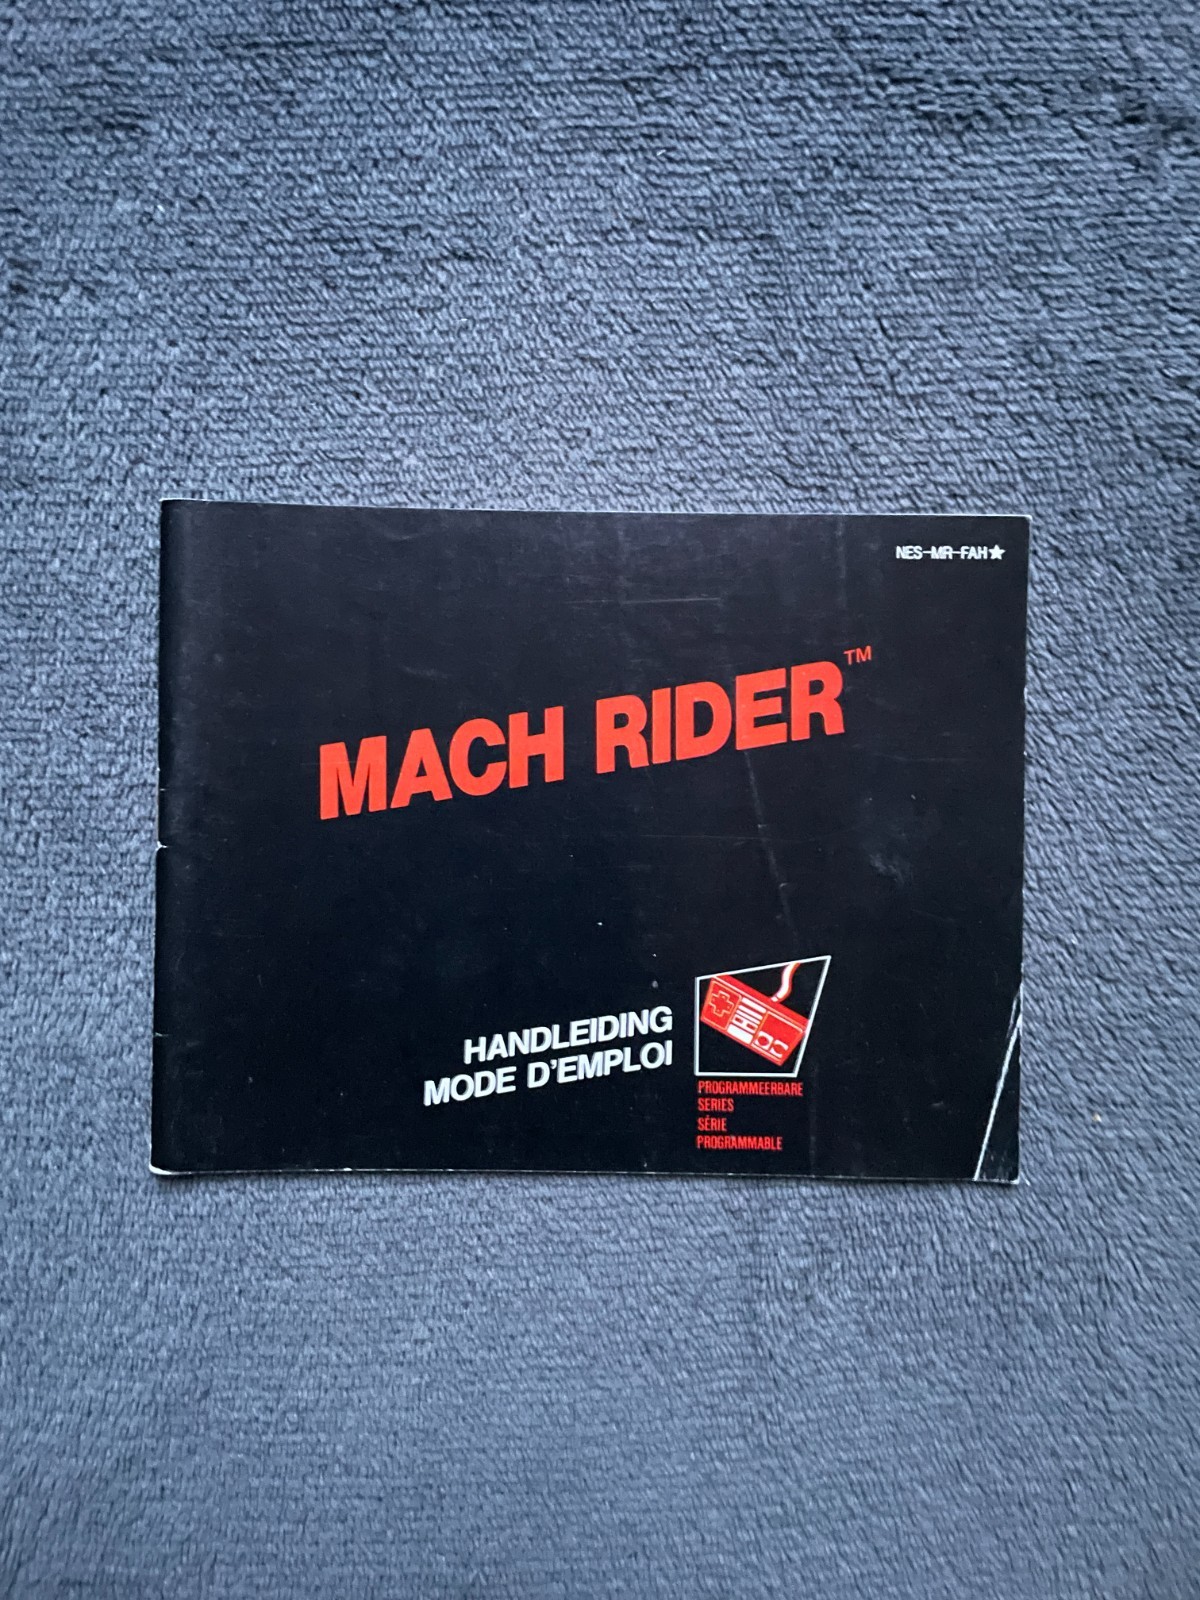 NES-MR-FAH★
MACH RIDER™
HANDLEIDING
MODE D'EMPLOI
PROGRAMMEERBARE
SERIES
SÉRIE
PROGRAMMABLE